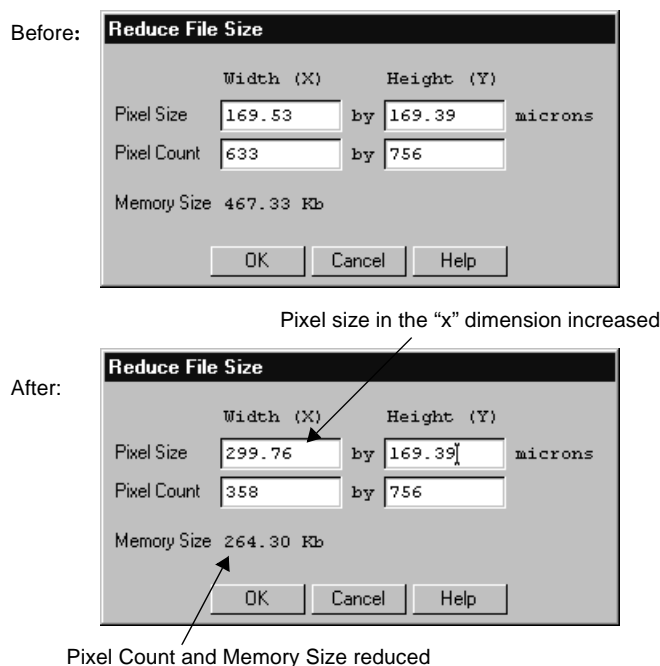 Before:
Reduce File Size
Width (X) Height (Y)
Pixel Size 169.53 by 169.39 microns
Pixel Count 633 by 756
Memory Size 467.33 Kb
OK Cancel Help
Pixel size in the “x” dimension increased
After:
Reduce File Size
Width (X) Height (Y)
Pixel Size 299.76 by 169.39 microns
Pixel Count 358 by 756
Memory Size 264.30 Kb
OK Cancel Help
Pixel Count and Memory Size reduced